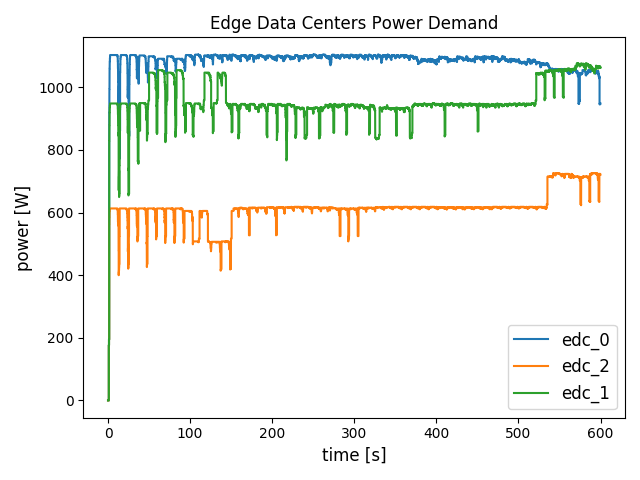 Edge Data Centers Power Demand
power [W]
1000
800
600
400
200
0
0 100 200 300 400 500 600
time [s]
edc_0
edc_2
edc_1